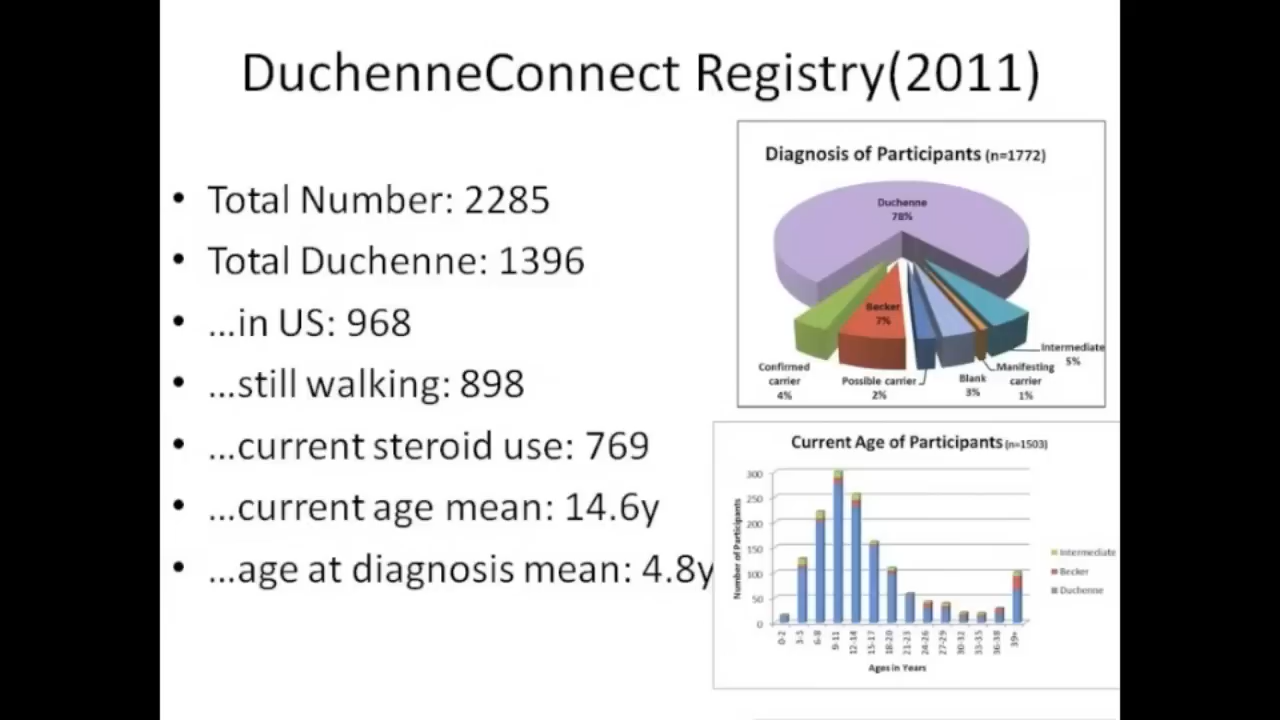 DuchenneConnect Registry(2011)
• Total Number: 2285
• Total Duchenne: 1396
• ...in US: 968
• ...still walking: 898
• ...current steroid use: 769
• ...current age mean: 14.6y
• ...age at diagnosis mean: 4.8y
Diagnosis of Participants (n=1772)
Duchenne
78%
Becker
7%
Confirmed
carrier
4%
Possible carrier
2%
Blank
3%
Manifesting
carrier
1%
Intermediate
5%
Current Age of Participants (n=1503)
Number of Participants
300
250
200
150
100
50
0
0-2
3-5
6-8
9-11
12-14
15-17
18-20
21-23
24-26
27-29
30-32
33-35
36-38
39+
Ages in Years
Intermediate
Becker
Duchenne